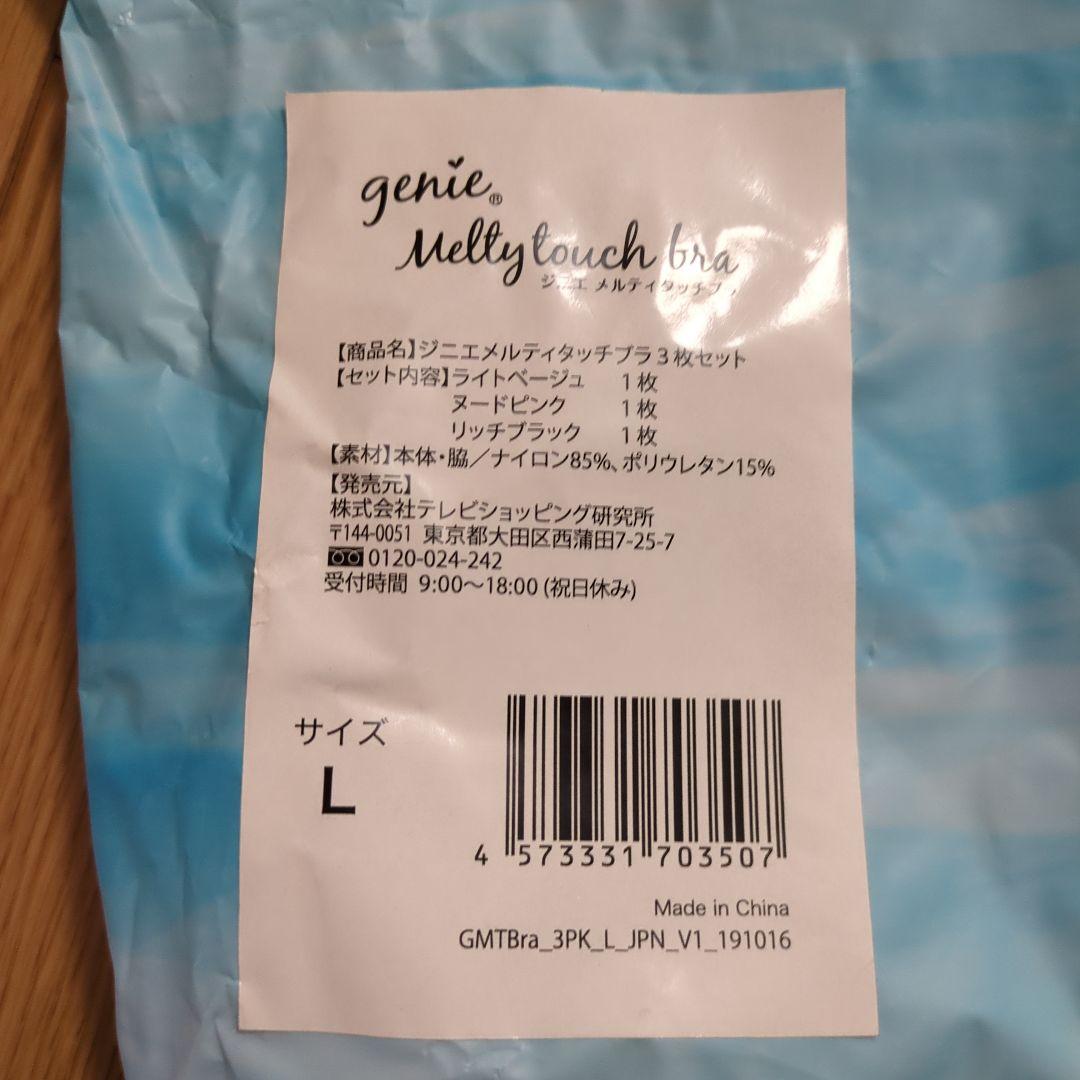 genie®
Melty touch bra
ジニエ メルティタッチブラ
【商品名】ジニエメルティタッチブラ3枚セット
【セット内容】ライトベージュ 1枚
ヌードピンク 1枚
リッチブラック 1枚
【素材】本体・脇／ナイロン85%、ポリウレタン15%
【発売元】
株式会社テレビショッピング研究所
〒144-0051 東京都大田区西蒲田7-25-7
0120-024-242
受付時間 9:00〜18:00 (祝日休み)
サイズ
L
4 573331 703507
Made in China
GMTBra_3PK_L_JPN_V1_191016